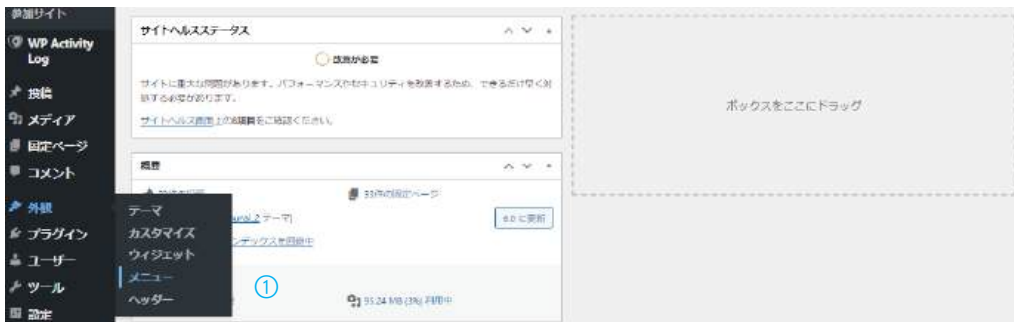 参加サイト
WP Activity
Log
投稿
メディア
固定ページ
コメント
外観
プラグイン
ユーザー
ツール
設定
テーマ
カスタマイズ
ウィジェット
メニュー
ヘッダー
サイトヘルスステータス
改善が必要
サイトに重大な問題があります。パフォーマンスやセキュリティを改善するため、できるだけ早く対
処する必要があります。
サイトヘルス画面上の8項目をご確認ください。
概要
33件の固定ページ
テーマ
6.0 に更新
ンデックスを回避中
①
95.24 MB (3%) 利用中
ボックスをここにドラッグ